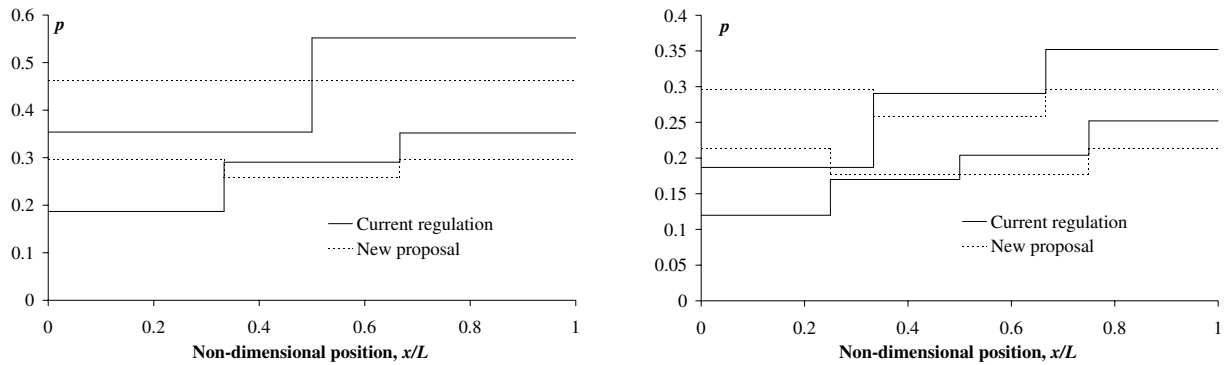 0.6
p
0.5
0.4
0.3
0.2
Current regulation
New proposal
0.1
0
0 0.2 0.4 0.6 0.8 1
Non-dimensional position, x/L
0.4
p
0.35
0.3
0.25
0.2
0.15
Current regulation
0.1
New proposal
0.05
0
0 0.2 0.4 0.6 0.8 1
Non-dimensional position, x/L